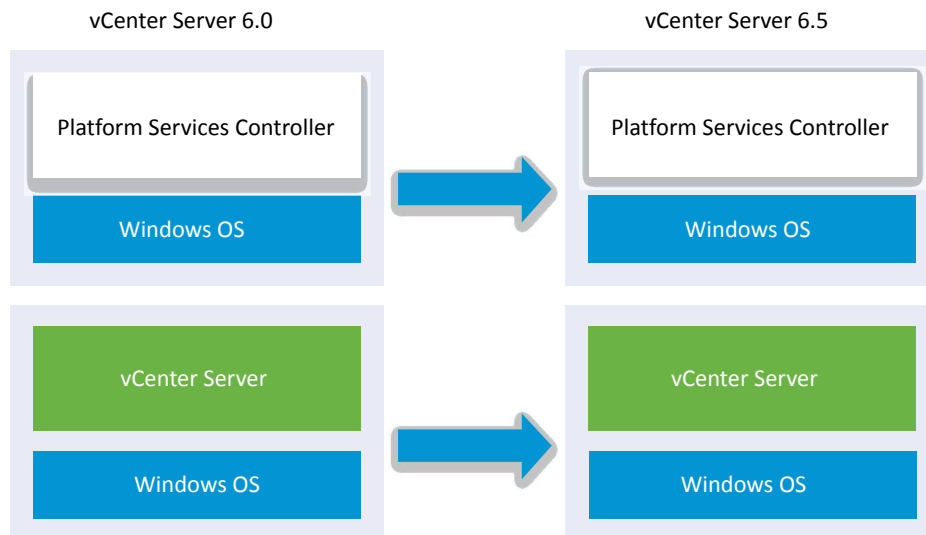 vCenter Server 6.0
vCenter Server 6.5
Platform Services Controller
Platform Services Controller
Windows OS
Windows OS
vCenter Server
vCenter Server
Windows OS
Windows OS